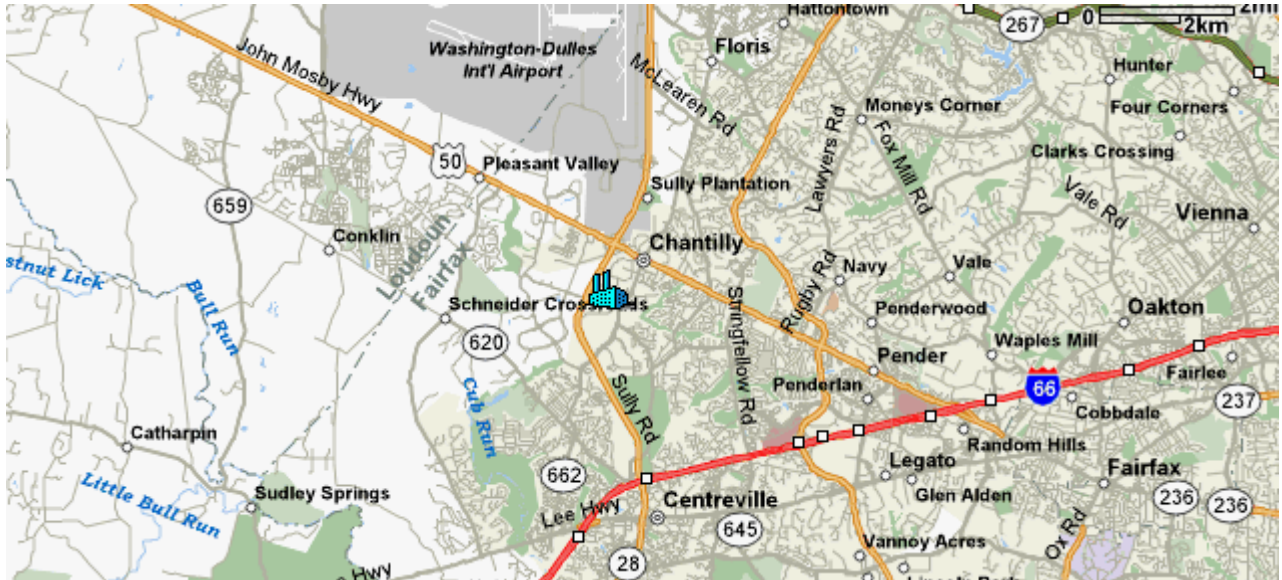 Hattontown
267
0
2km
Floris
Washington-Dulles
Int'l Airport
John Mosby Hwy
McLearen Rd
Hunter
Moneys Corner
Four Corners
Lawyers Rd
Fox Mill Rd
Clarks Crossing
50
Pleasant Valley
Sully Plantation
Vale Rd
Vienna
659
Conklin
Loudoun
Fairfax
Chantilly
Navy
Vale
Bull Run
Schneider Crossroads
Rugby Rd
Penderwood
Oakton
620
Stringfellow Rd
Waples Mill
Pender
Fairlee
Penderlan
66
Cub Run
Sully Rd
Cobbdale
237
Catharpin
Random Hills
Legato
Fairfax
662
Little Bull Run
Sudley Springs
Lee Hwy
Centreville
Glen Alden
236
236
645
Ox Rd
28
Vannoy Acres
Hwy